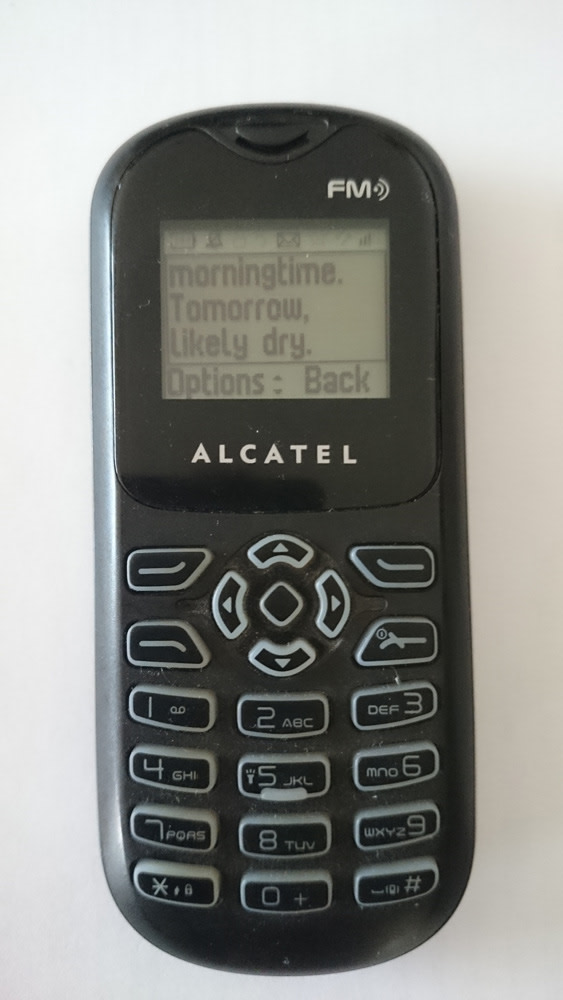 FM
morningtime.
Tomorrow,
Likely dry.
Options Back
ALCATEL
1
2 ABC
DEF 3
4 GHI
5 JKL
mno 6
7 PQRS
8 TUV
WXYZ 9
*
0 +
#